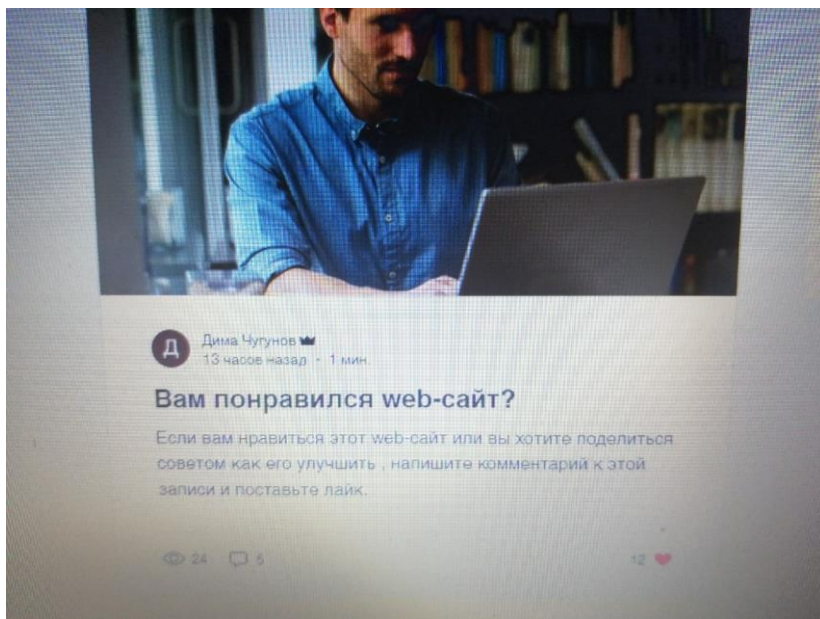 Д
Дима Чугунов
13 часов назад · 1 мин.
Вам понравился web-сайт?
Если вам нравиться этот web-сайт или вы хотите поделиться
советом как его улучшить , напишите комментарий к этой
записи и поставьте лайк.
24 5 12